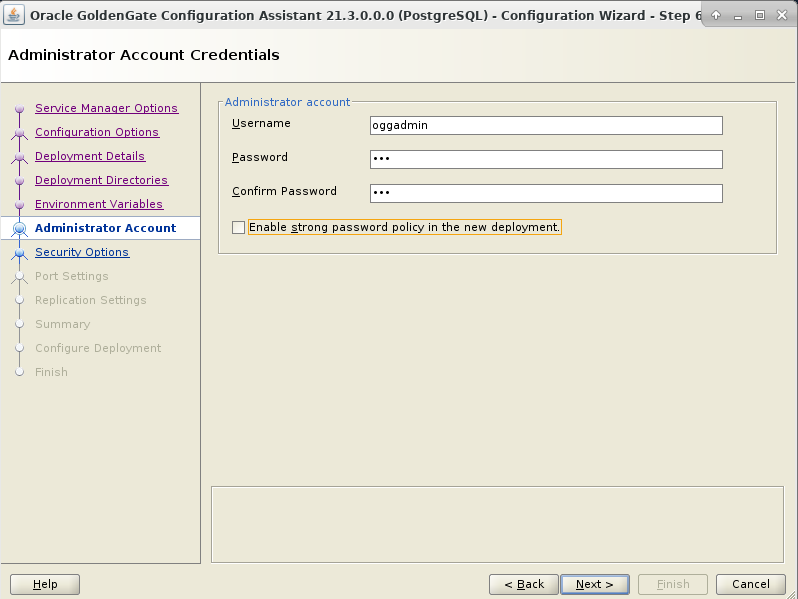 Oracle GoldenGate Configuration Assistant 21.3.0.0.0 (PostgreSQL) - Configuration Wizard - Step 6
Administrator Account Credentials
Service Manager Options
Configuration Options
Deployment Details
Deployment Directories
Environment Variables
Administrator Account
Security Options
Port Settings
Replication Settings
Summary
Configure Deployment
Finish
Administrator account
Username
oggadmin
Password
•••
Confirm Password
•••
Enable strong password policy in the new deployment.
Help
< Back
Next >
Finish
Cancel